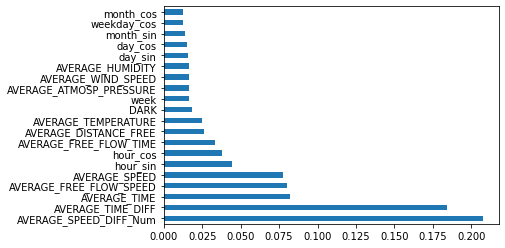 month_cos
weekday_cos
month_sin
day_cos
day_sin
AVERAGE_HUMIDITY
AVERAGE_WIND_SPEED
AVERAGE_ATMOSP_PRESSURE
week
DARK
AVERAGE_TEMPERATURE
AVERAGE_DISTANCE_FREE
AVERAGE_FREE_FLOW_TIME
hour_cos
hour_sin
AVERAGE_SPEED
AVERAGE_FREE_FLOW_SPEED
AVERAGE_TIME
AVERAGE_TIME_DIFF
AVERAGE_SPEED_DIFF_Num
0.000 0.025 0.050 0.075 0.100 0.125 0.150 0.175 0.200